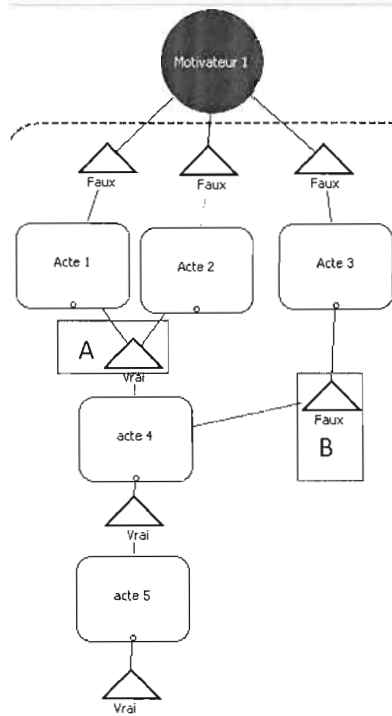 Motivateur 1
Faux
Faux
Faux
Acte 1
Acte 2
Acte 3
A
Vrai
acte 4
Faux
B
Vrai
acte 5
Vrai